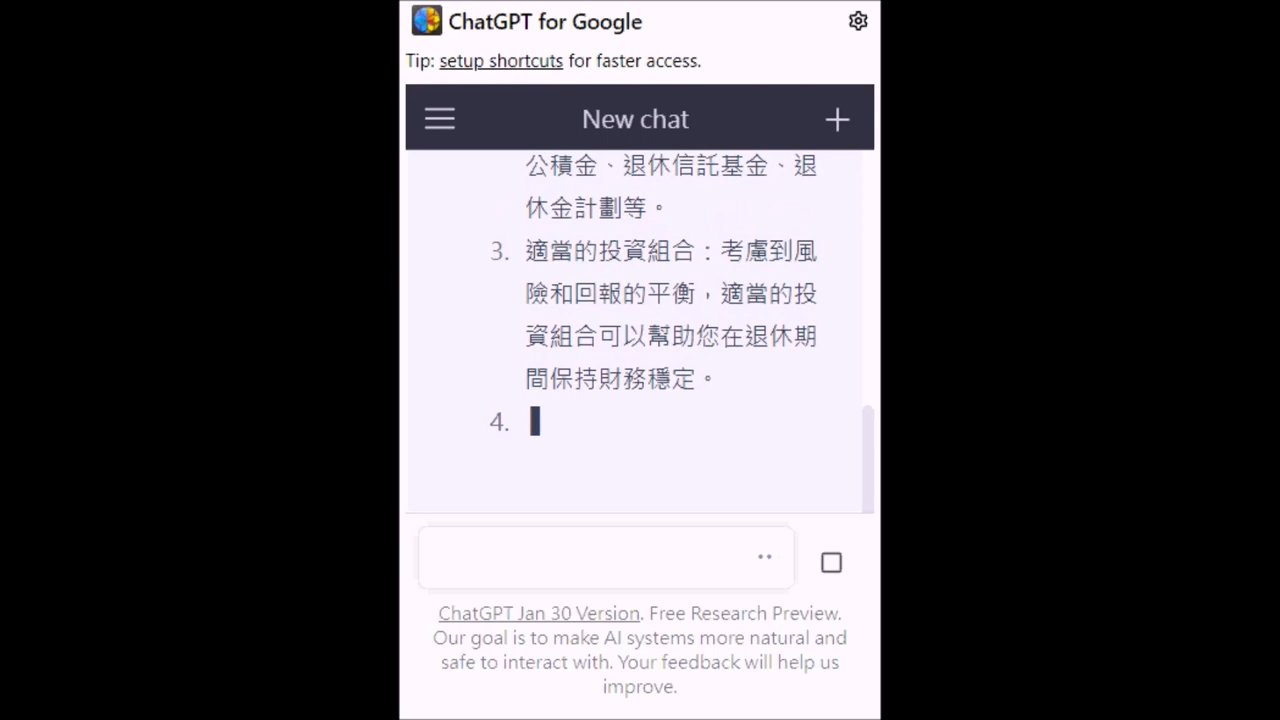 ChatGPT for Google
Tip: setup shortcuts for faster access.
New chat
公積金、退休信託基金、退
休金計劃等。
3. 適當的投資組合：考慮到風
險和回報的平衡，適當的投
資組合可以幫助您在退休期
間保持財務穩定。
4.
ChatGPT Jan 30 Version. Free Research Preview.
Our goal is to make AI systems more natural and
safe to interact with. Your feedback will help us
improve.